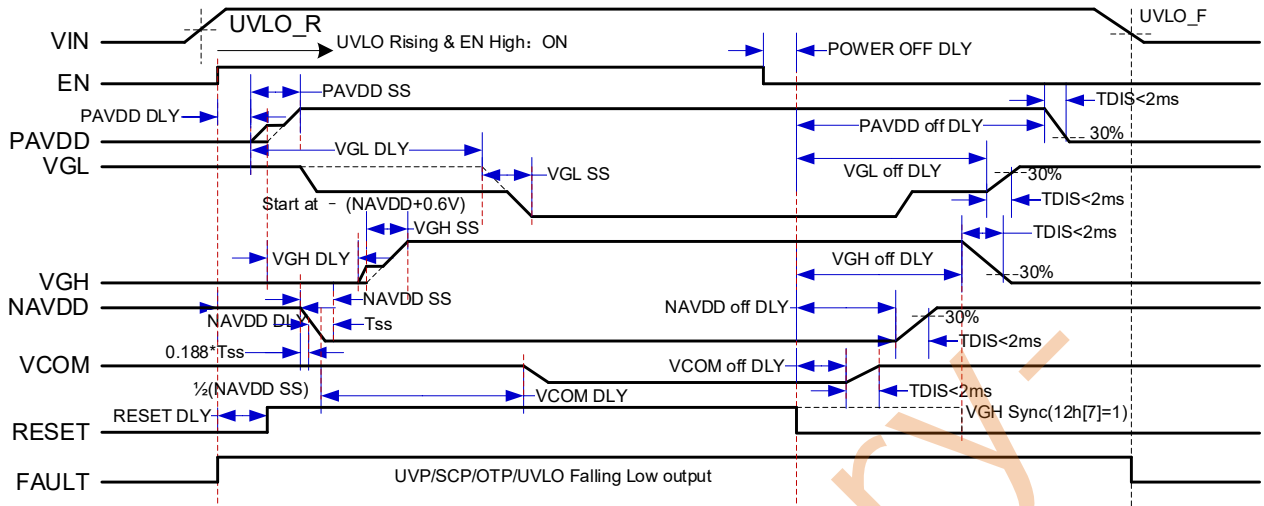 UVLO_R
UVLO_F
VIN
UVLO Rising & EN High: ON
POWER OFF DLY
EN
PAVDD SS
TDIS<2ms
PAVDD DLY
PAVDD off DLY
30%
PAVDD
VGL DLY
VGL
VGL SS
VGL off DLY
30%
TDIS<2ms
Start at - (NAVDD+0.6V)
VGH SS
TDIS<2ms
VGH DLY
VGH off DLY
30%
VGH
NAVDD SS
NAVDD off DLY
NAVDD
NAVDD DLY
Tss
30%
TDIS<2ms
0.188*Tss
VCOM
VCOM off DLY
½(NAVDD SS)
VCOM DLY
TDIS<2ms
RESET DLY
VGH Sync(12h[7]=1)
RESET
UVP/SCP/OTP/UVLO Falling Low output
FAULT
ry-